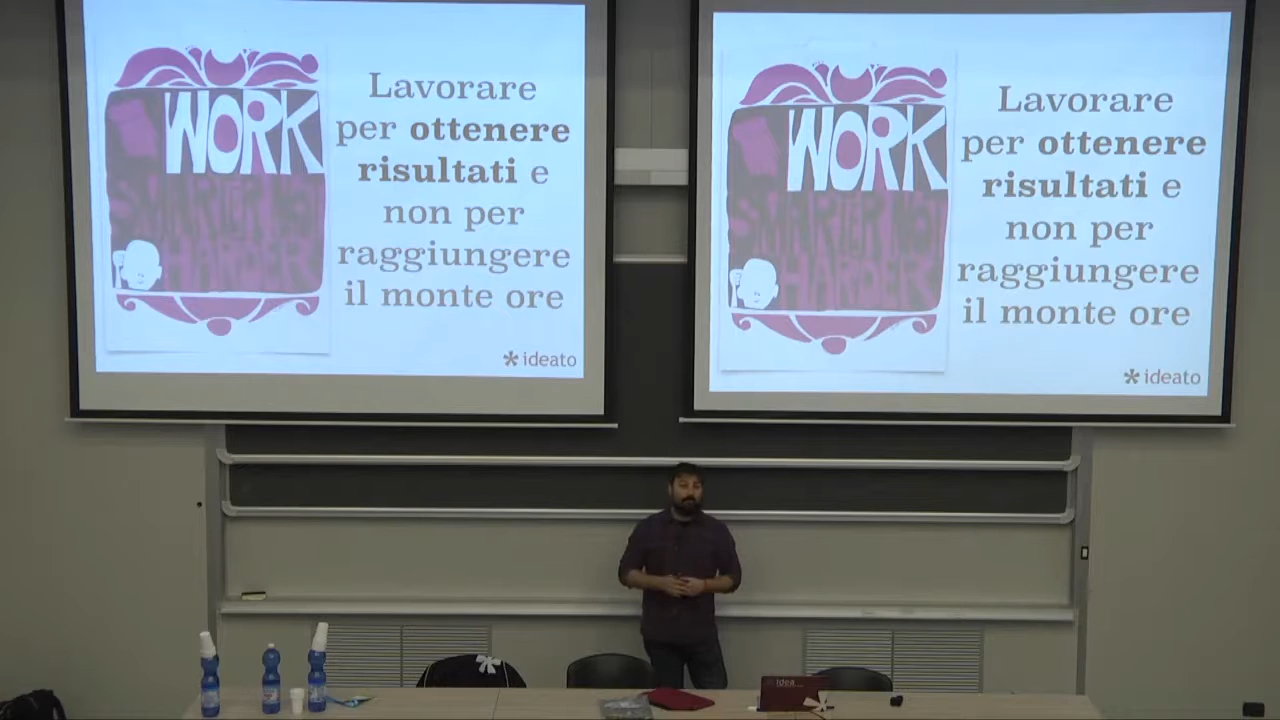 WORK
SMARTER NOT
HARDER
Lavorare
per ottenere
risultati e
non per
raggiungere
il monte ore
* ideato
WORK
SMARTER NOT
HARDER
Lavorare
per ottenere
risultati e
non per
raggiungere
il monte ore
* ideato
idea